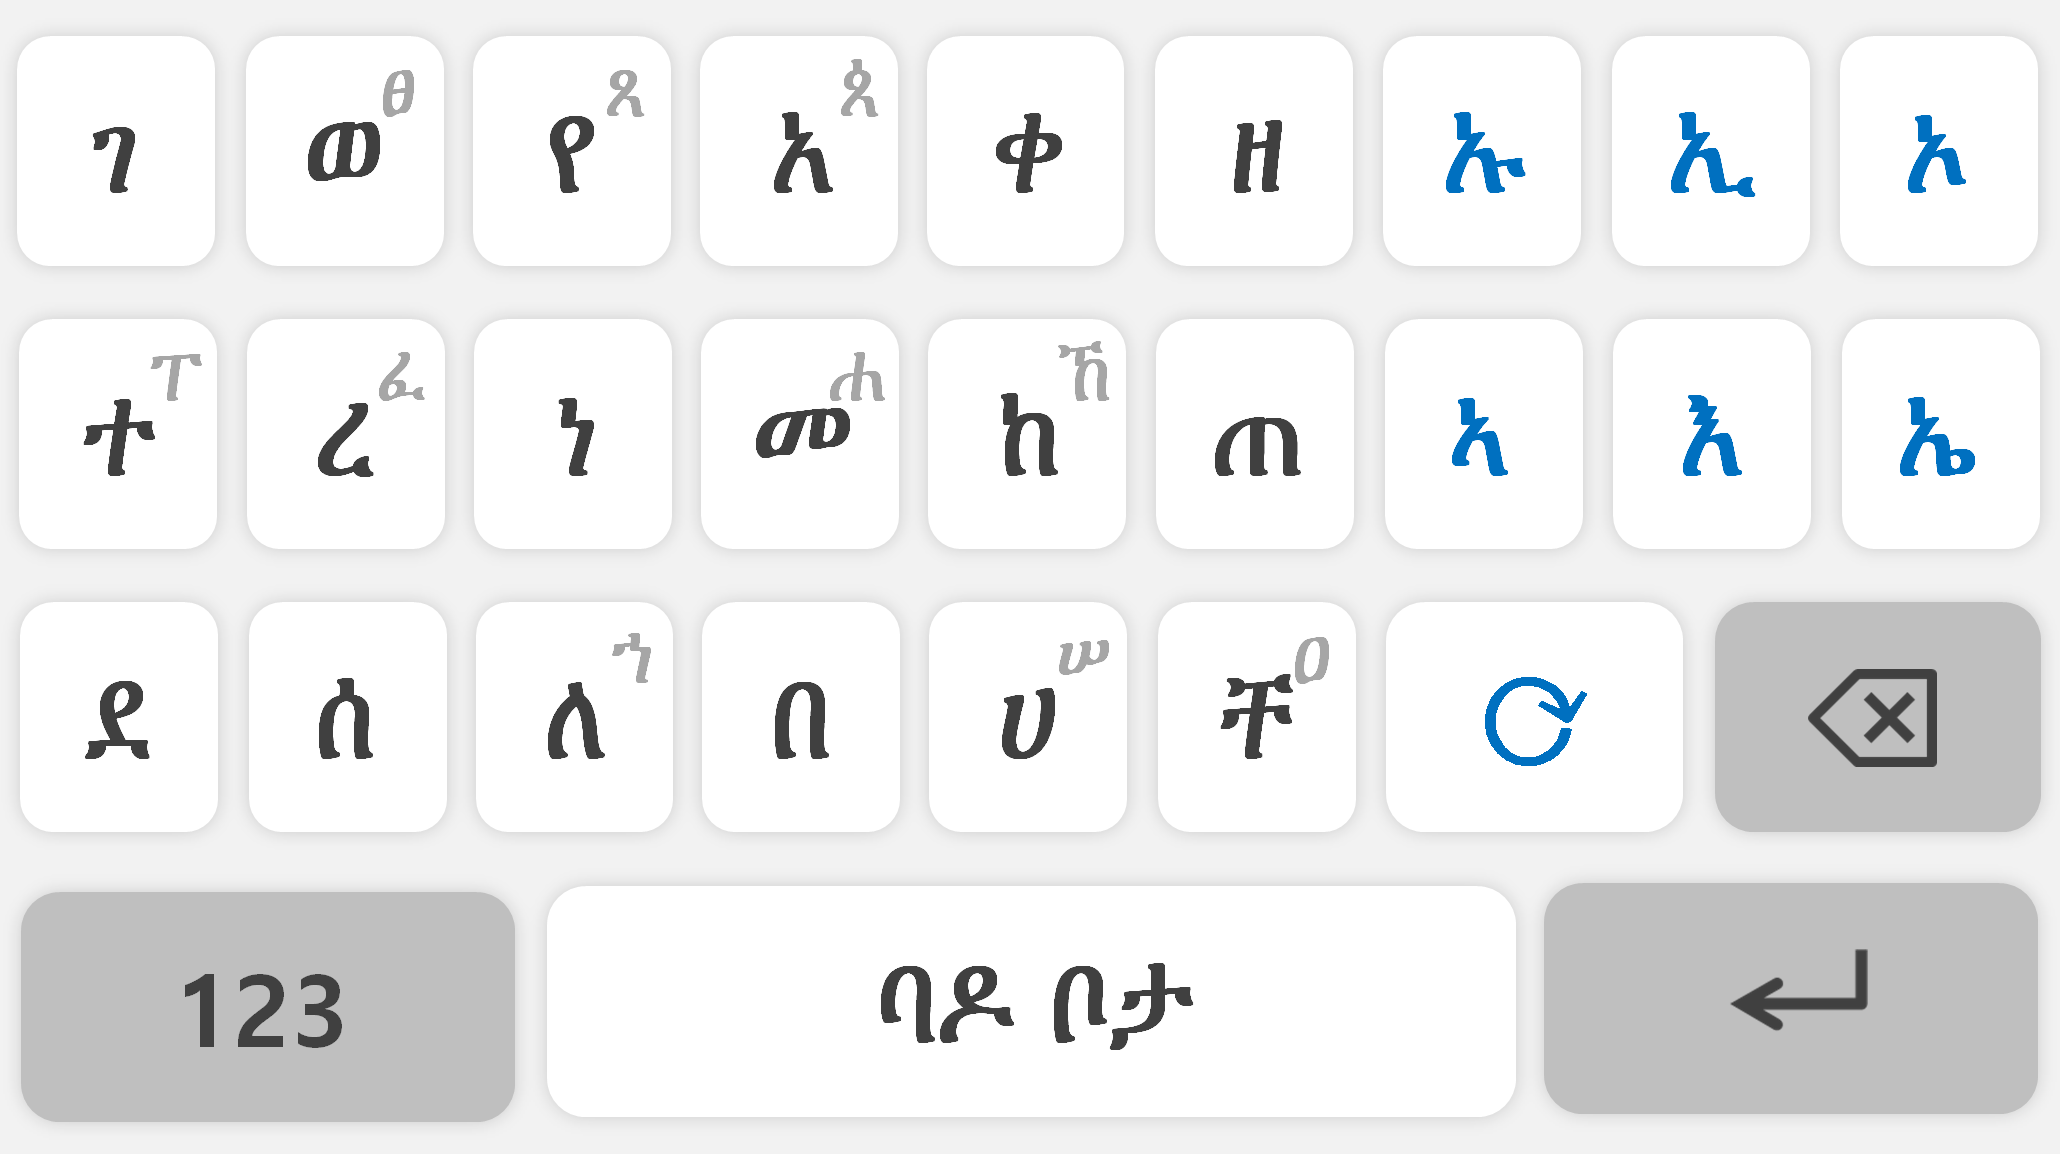 ገ ወ ፀ የ ጸ አ ጰ ቀ ዘ ኡ ኢ ኦ
ተ ፐ ረ ፈ ነ መ ሐ ከ ኸ ጠ ኣ እ ኤ
ደ ሰ ለ ኀ በ ሀ ሠ ቸ ዐ
123 ባዶ ቦታ